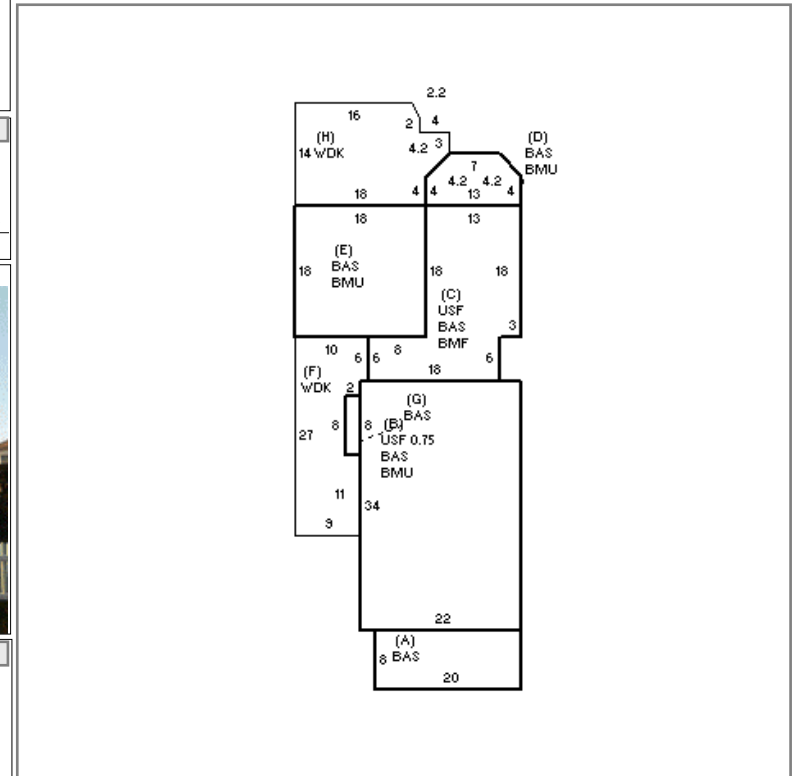 2.2
16
2
4
(H)
(D)
14 WDK
4.2
3
BAS
7
BMU
4.2
4.2
18
4
4
13
4
18
13
(E)
BAS
BMU
18
18
18
(C)
USF
BAS
BMF
3
10
6
6
8
6
18
(F)
WDK
2
(G)
BAS
8
8
(B)
USF 0.75
BAS
BMU
27
11
34
9
22
(A)
8 BAS
20